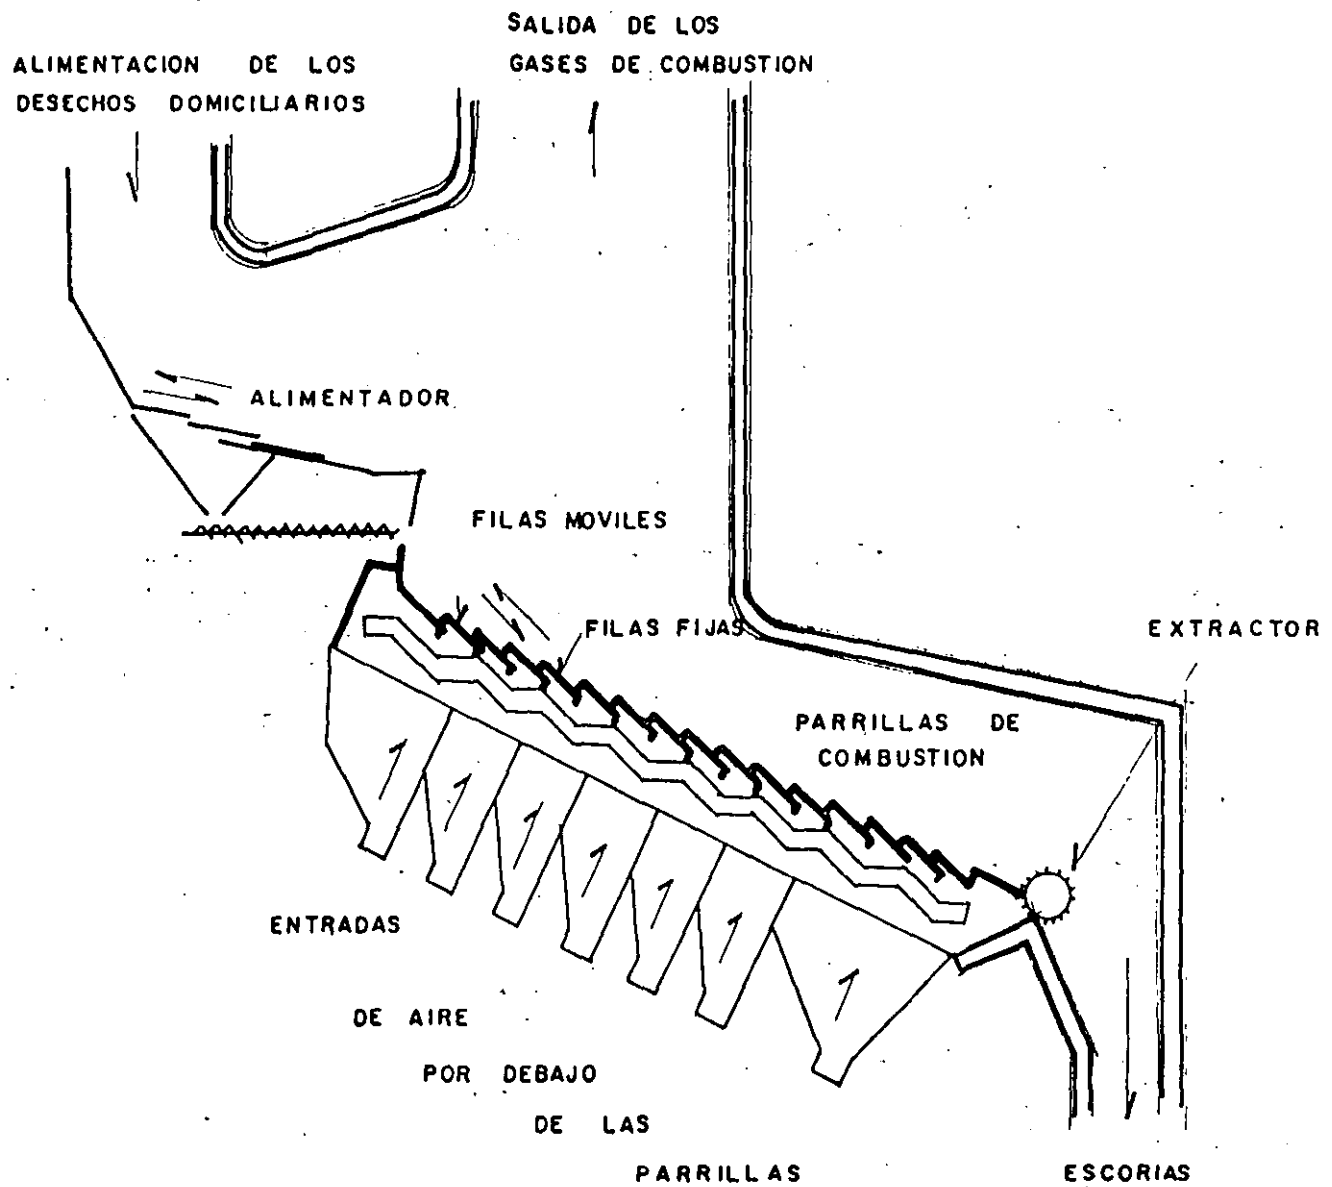 SALIDA DE LOS
GASES DE COMBUSTION
ALIMENTACION DE LOS
DESECHOS DOMICILIARIOS
ALIMENTADOR
FILAS MOVILES
FILAS FIJAS
EXTRACTOR
PARRILLAS DE
COMBUSTION
ENTRADAS
DE AIRE
POR DEBAJO
DE LAS
PARRILLAS
ESCORIAS